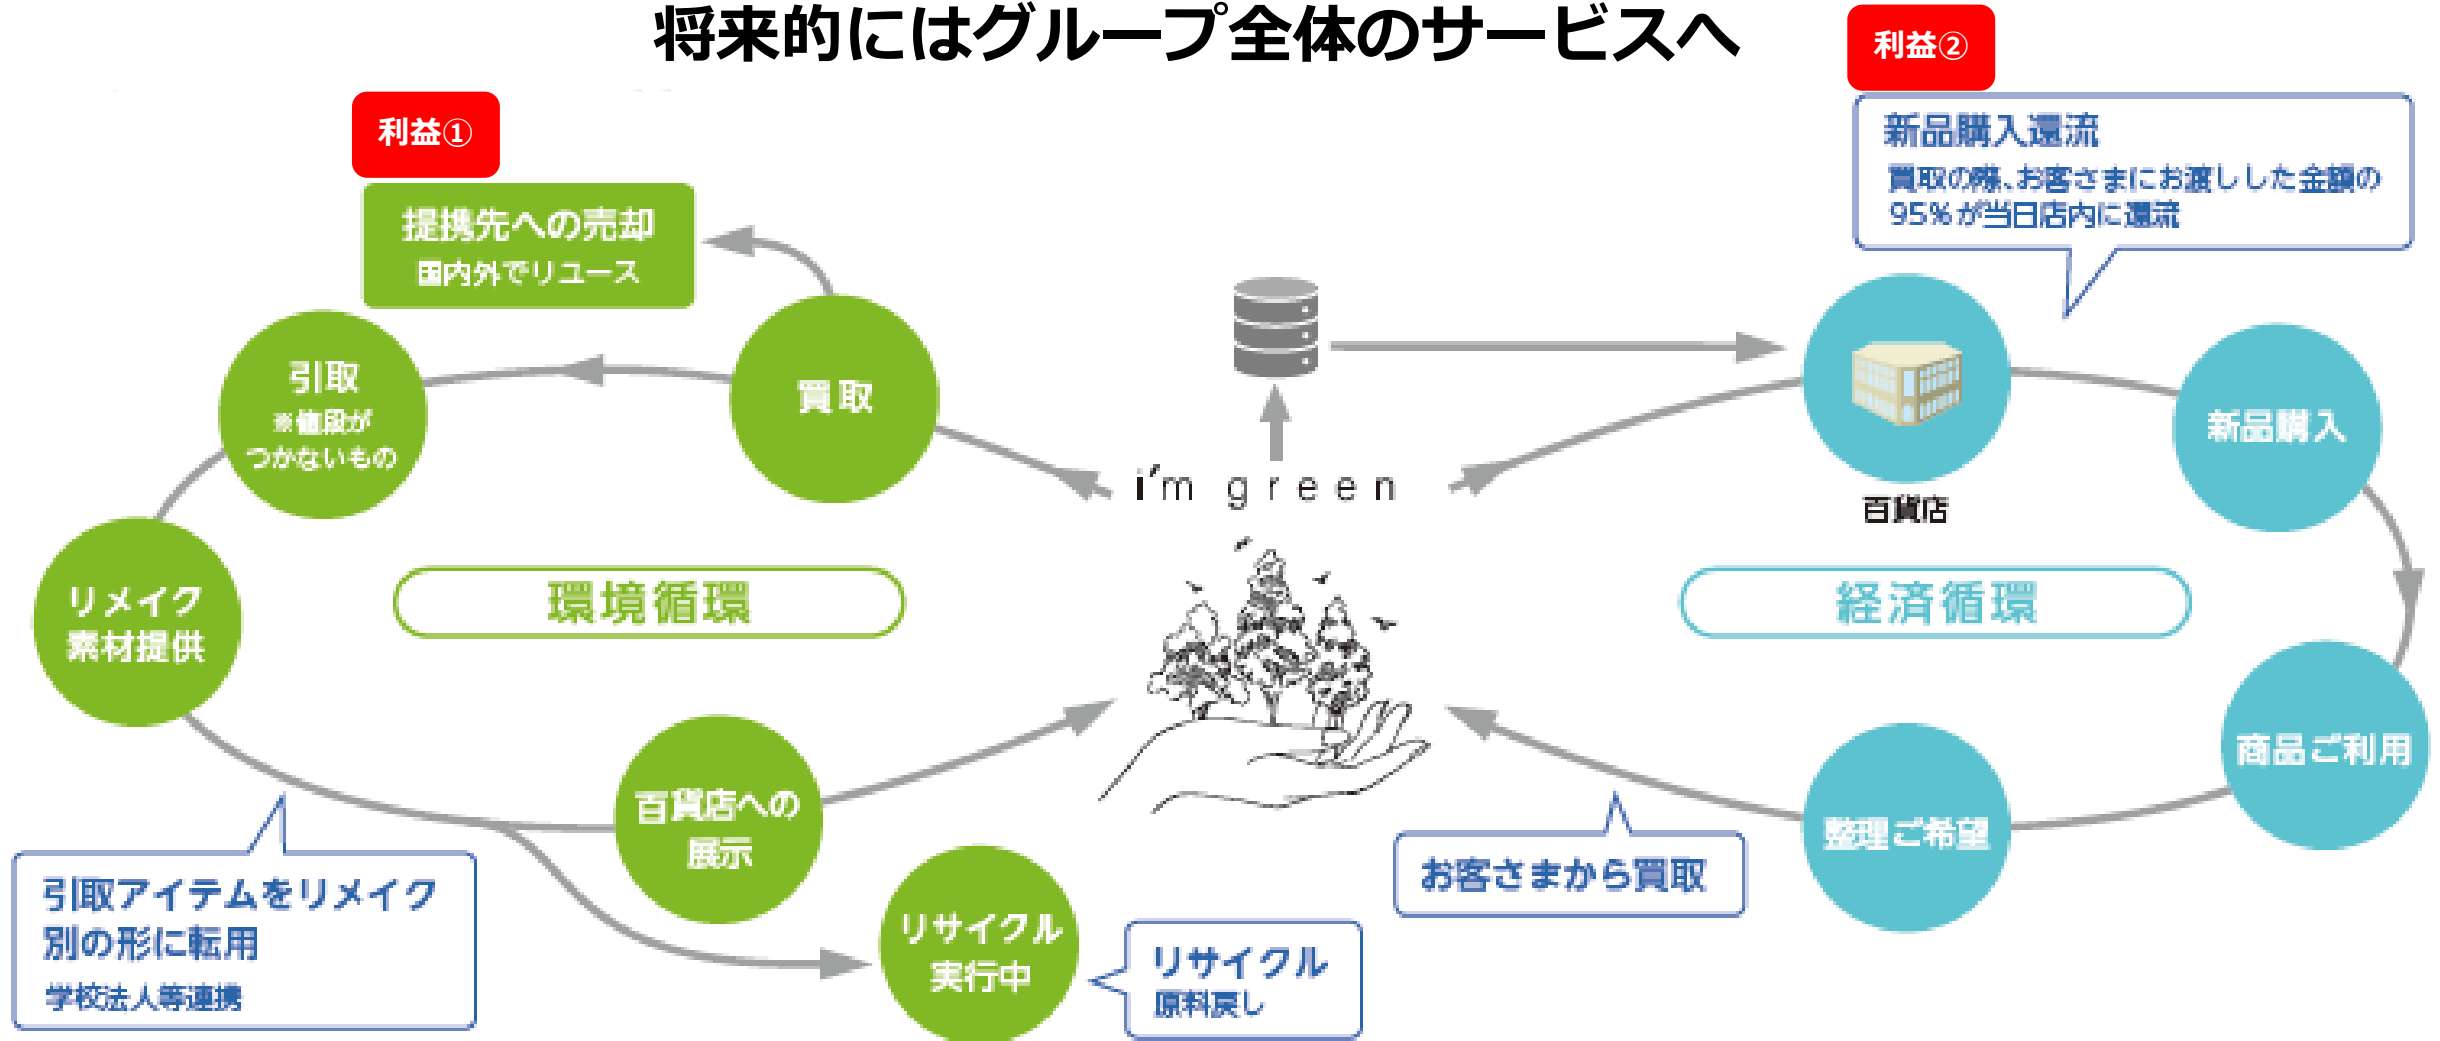 将来的にはグループ全体のサービスへ
利益①
提携先への売却
国内外でリユース
引取
※値段が
つかないもの
買取
リメイク
素材提供
環境循環
百貨店への
展示
引取アイテムをリメイク
別の形に転用
学校法人等連携
リサイクル
実行中
リサイクル
原料戻し
i'm green
利益②
新品購入還流
買取の際、お客さまにお渡しした金額の
95%が当日店内に還流
百貨店
新品購入
経済循環
商品ご利用
整理ご希望
お客さまから買取